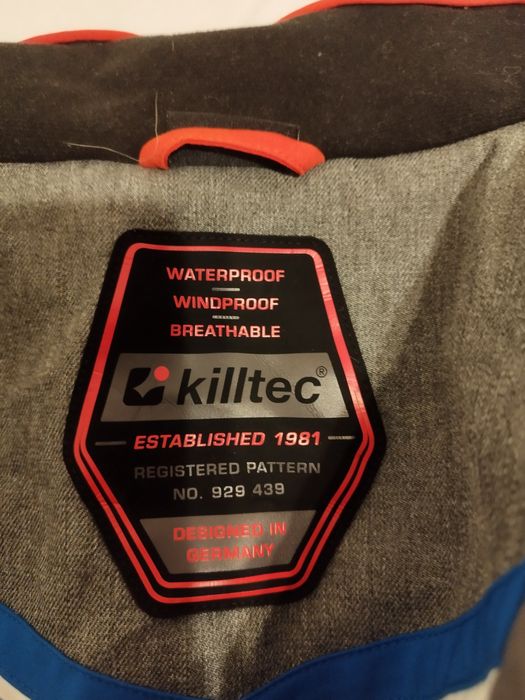 WATERPROOF
WINDPROOF
BREATHABLE
killtec®
ESTABLISHED 1981
REGISTERED PATTERN
NO. 929 439
DESIGNED IN
GERMANY